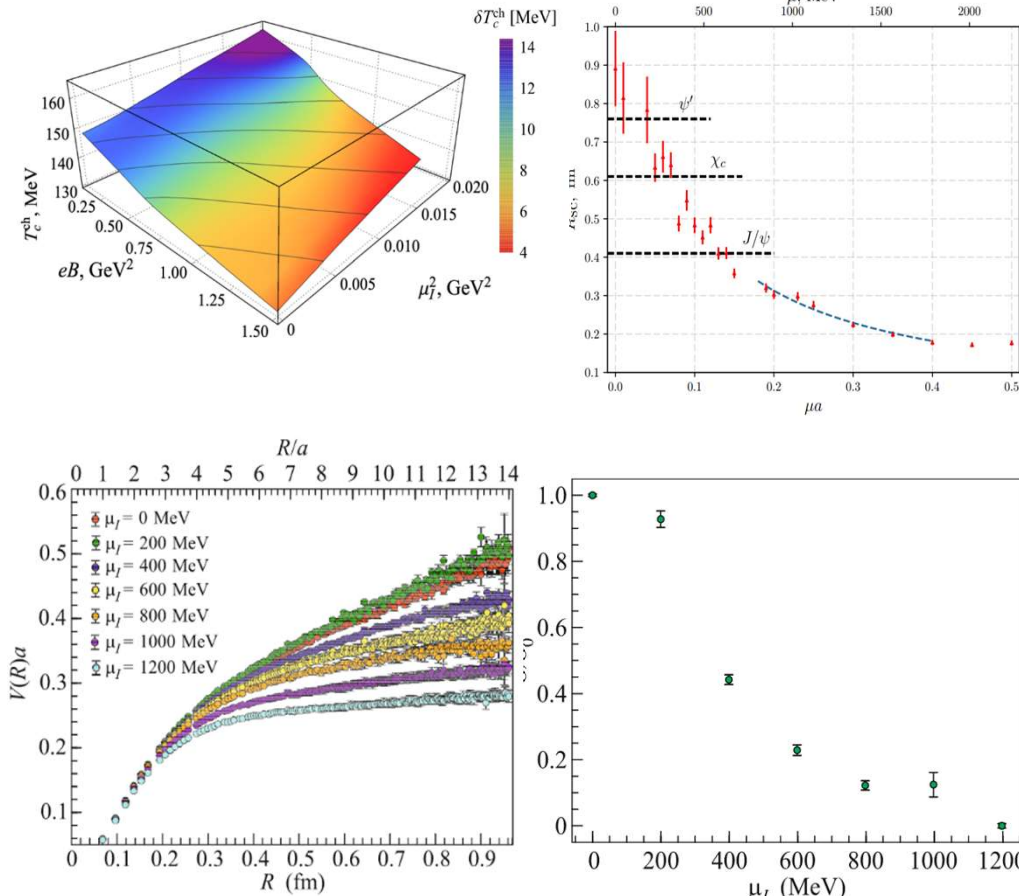 δT_c^ch [MeV]
14
12
10
8
6
4
T_c^ch, MeV
160
150
140
130
0.25
0.50
0.75
1.00
1.25
1.50
eB, GeV²
0.020
0.015
0.010
0.005
0
μ_I², GeV²
0 500 1000 1500 2000
1.0
0.9
0.8
0.7
0.6
0.5
0.4
0.3
0.2
0.1
ψ′
χ_c
J/ψ
0.0 0.1 0.2 0.3 0.4 0.5
μa
R/a
0 1 2 3 4 5 6 7 8 9 10 11 12 13 14
0.6
0.5
0.4
0.3
0.2
0.1
V(R)a
μ_I = 0 MeV
μ_I = 200 MeV
μ_I = 400 MeV
μ_I = 600 MeV
μ_I = 800 MeV
μ_I = 1000 MeV
μ_I = 1200 MeV
0 0.1 0.2 0.3 0.4 0.5 0.6 0.7 0.8 0.9
R (fm)
1.0
0.8
0.6
0.4
0.2
0
0 200 400 600 800 1000
μ_I (MeV)